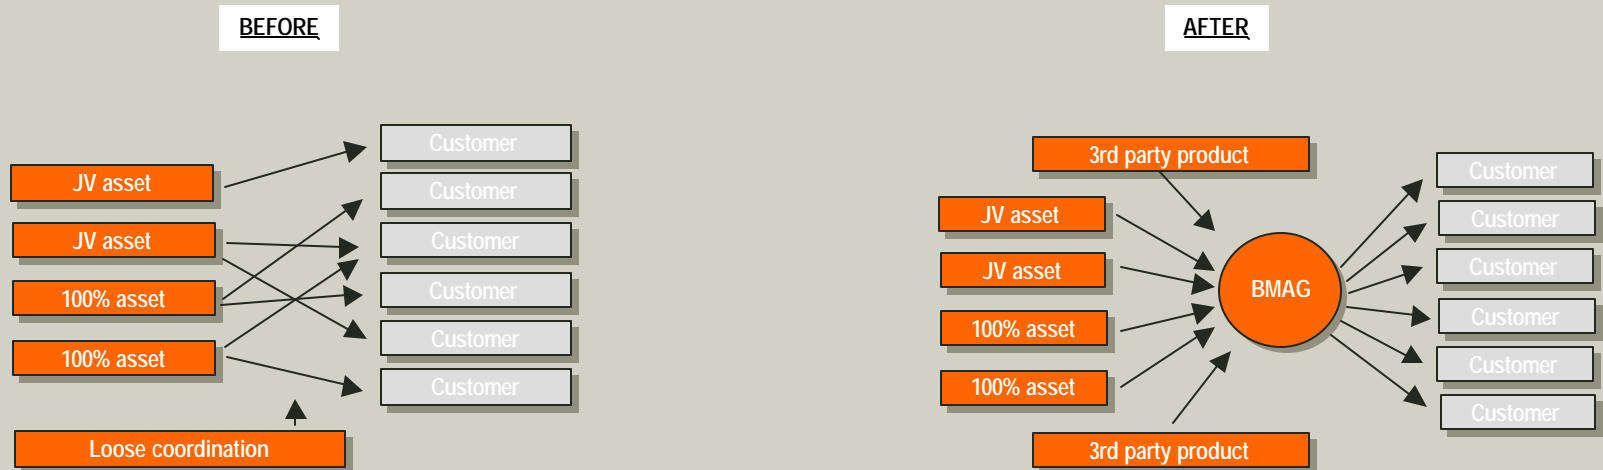 BEFORE
JV asset
JV asset
100% asset
100% asset
Loose coordination
Customer
Customer
Customer
Customer
Customer
Customer
AFTER
3rd party product
JV asset
JV asset
100% asset
100% asset
3rd party product
BMAG
Customer
Customer
Customer
Customer
Customer
Customer